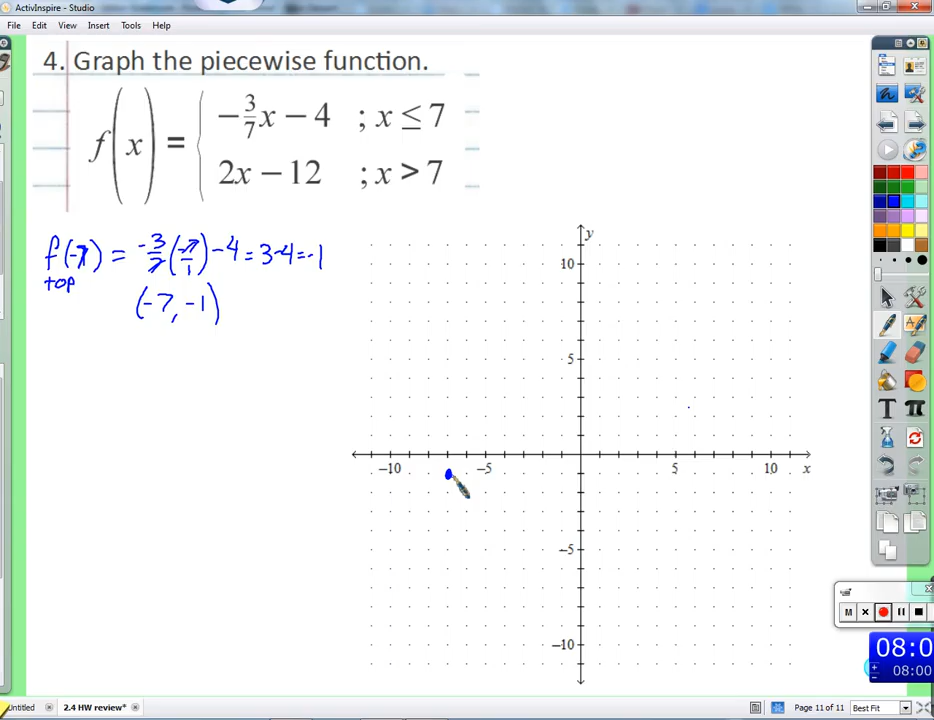 ActivInspire - Studio
File Edit View Insert Tools Help
4. Graph the piecewise function.
f(x) = { -3/7x - 4 ; x ≤ 7
2x - 12 ; x > 7
f(-7) = -3/7(-7/1) - 4 = 3 - 4 = -1
top
(-7, -1)
y
10
5
-10 -5 5 10 x
-5
-10
M
08:0
08:00
Untitled 2.4 HW review* Page 11 of 11 Best Fit